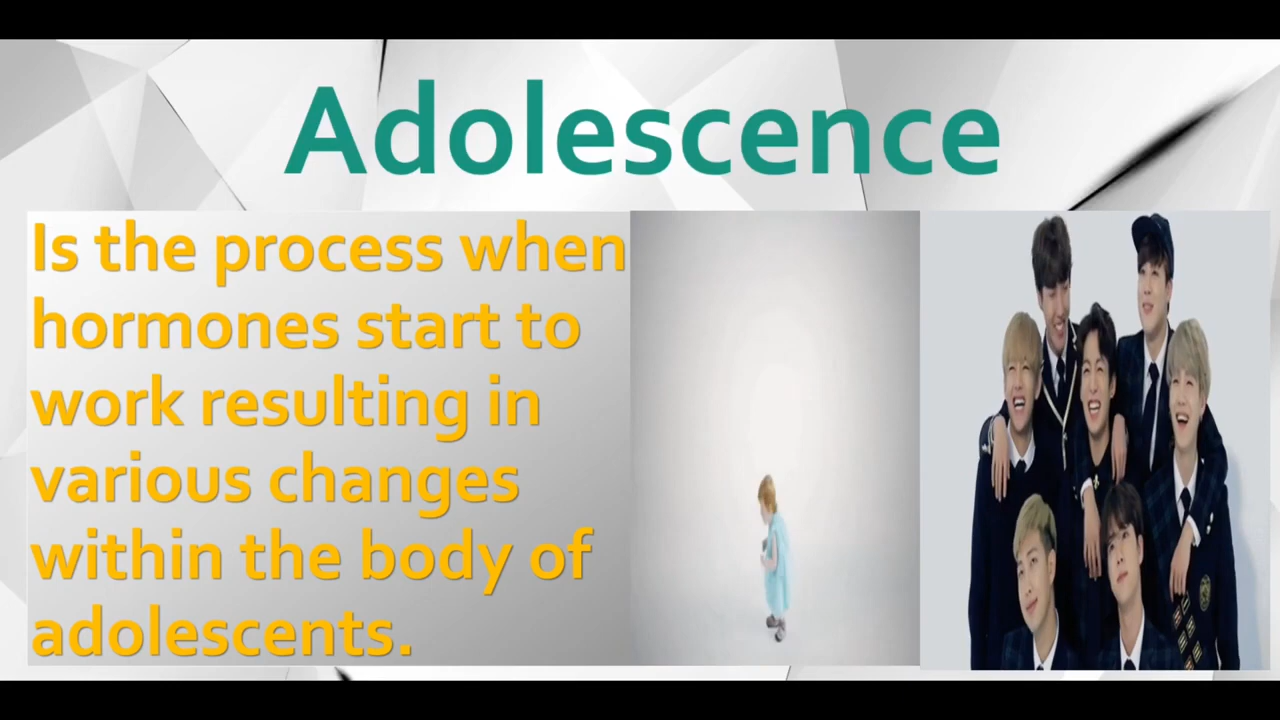 Adolescence
Is the process when
hormones start to
work resulting in
various changes
within the body of
adolescents.